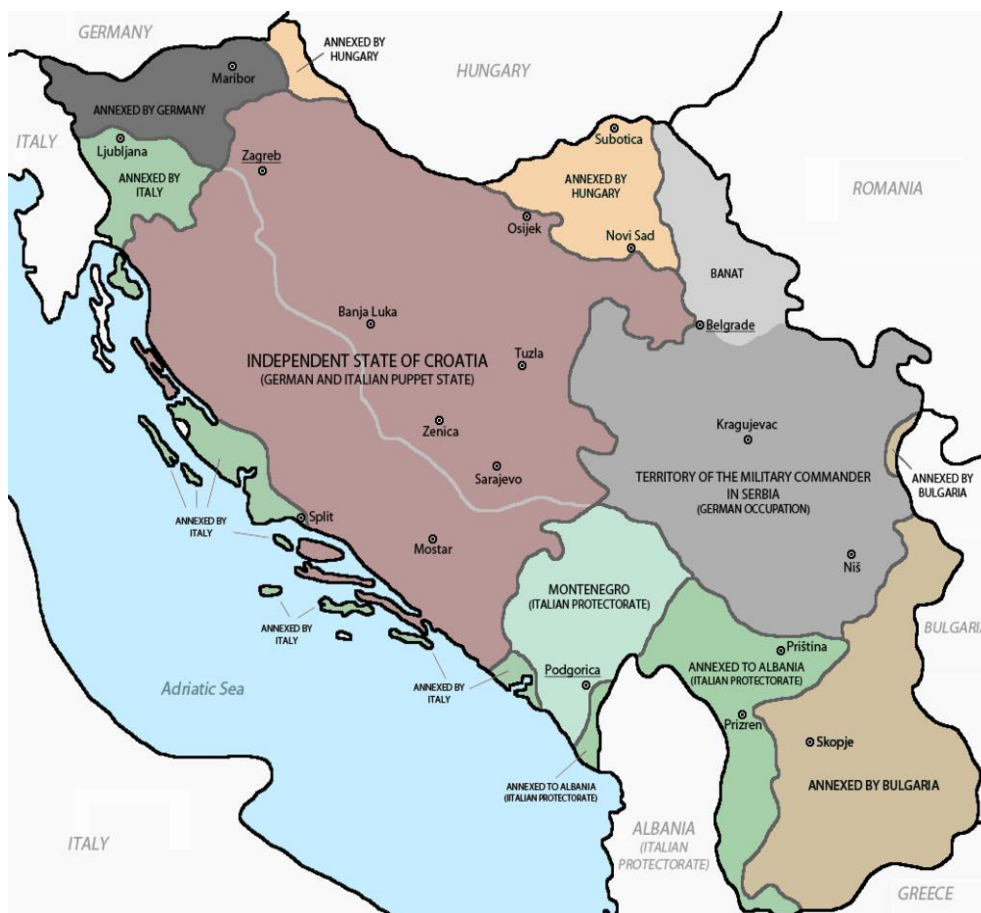 GERMANY
ANNEXED BY
HUNGARY
HUNGARY
Maribor
ANNEXED BY GERMANY
ITALY
Ljubljana
ANNEXED BY
ITALY
Zagreb
Subotica
ANNEXED BY
HUNGARY
Osijek
Novi Sad
ROMANIA
BANAT
Belgrade
Banja Luka
INDEPENDENT STATE OF CROATIA
(GERMAN AND ITALIAN PUPPET STATE)
Tuzla
Zenica
Sarajevo
Kragujevac
TERRITORY OF THE MILITARY COMMANDER
IN SERBIA
(GERMAN OCCUPATION)
ANNEXED BY
BULGARIA
ANNEXED BY
ITALY
Split
Mostar
Niš
MONTENEGRO
(ITALIAN PROTECTORATE)
BULGARIA
ANNEXED BY
ITALY
Priština
ANNEXED TO ALBANIA
(ITALIAN PROTECTORATE)
Podgorica
ANNEXED BY
ITALY
Adriatic Sea
Prizren
Skopje
ANNEXED TO ALBANIA
(IITALIAN PROTECTORATE)
ANNEXED BY BULGARIA
ITALY
ALBANIA
(ITALIAN
PROTECTORATE)
GREECE